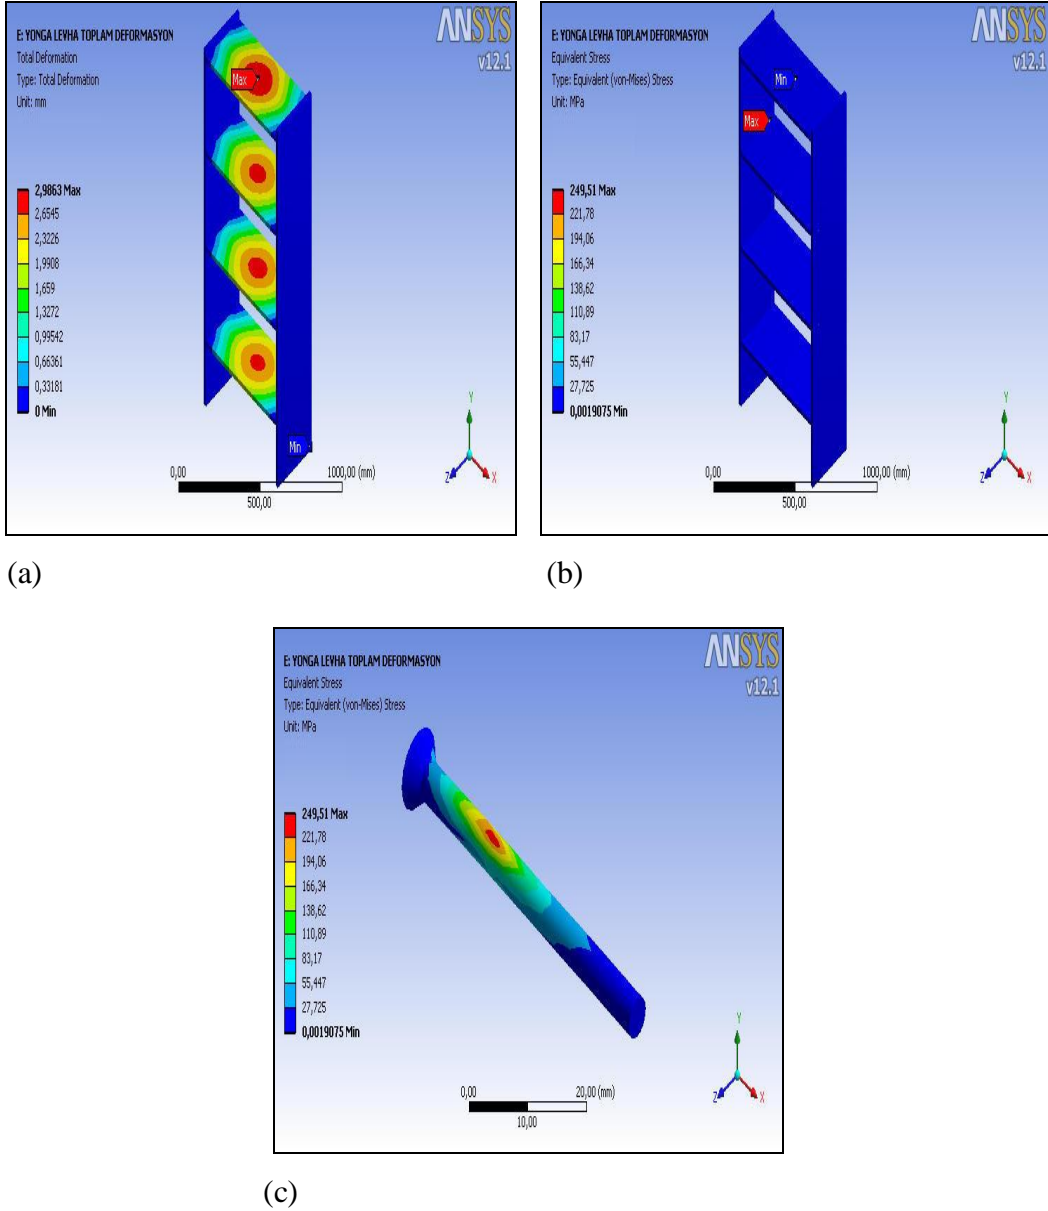 E: YONGA LEVHA TOPLAM DEFORMASYON
Total Deformation
Type: Total Deformation
Unit: mm
ANSYS
v12.1
Max
2,9863 Max
2,6545
2,3226
1,9908
1,659
1,3272
0,99542
0,66361
0,33181
0 Min
Min
0,00
1000,00 (mm)
500,00
Y
Z
X
E: YONGA LEVHA TOPLAM DEFORMASYON
Equivalent Stress
Type: Equivalent (von-Mises) Stress
Unit: MPa
ANSYS
v12.1
Min
Max
249,51 Max
221,78
194,06
166,34
138,62
110,89
83,17
55,447
27,725
0,0019075 Min
0,00
1000,00 (mm)
500,00
Y
Z
X
(a)
(b)
E: YONGA LEVHA TOPLAM DEFORMASYON
Equivalent Stress
Type: Equivalent (von-Mises) Stress
Unit: MPa
ANSYS
v12.1
249,51 Max
221,78
194,06
166,34
138,62
110,89
83,17
55,447
27,725
0,0019075 Min
0,00
20,00 (mm)
10,00
Y
Z
X
(c)